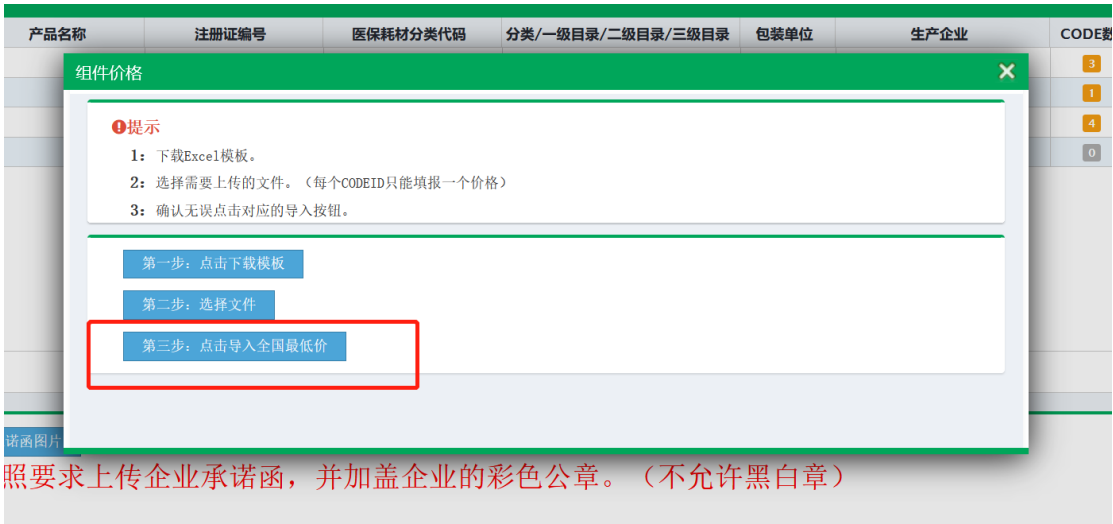 产品名称 注册证编号 医保耗材分类代码 分类/一级目录/二级目录/三级目录 包装单位 生产企业 CODE数
组件价格
3
1
4
0
提示
1: 下载Excel模板。
2: 选择需要上传的文件。（每个CODEID只能填报一个价格）
3: 确认无误点击对应的导入按钮。
第一步：点击下载模板
第二步：选择文件
第三步：点击导入全国最低价
诺函图片
照要求上传企业承诺函，并加盖企业的彩色公章。（不允许黑白章）